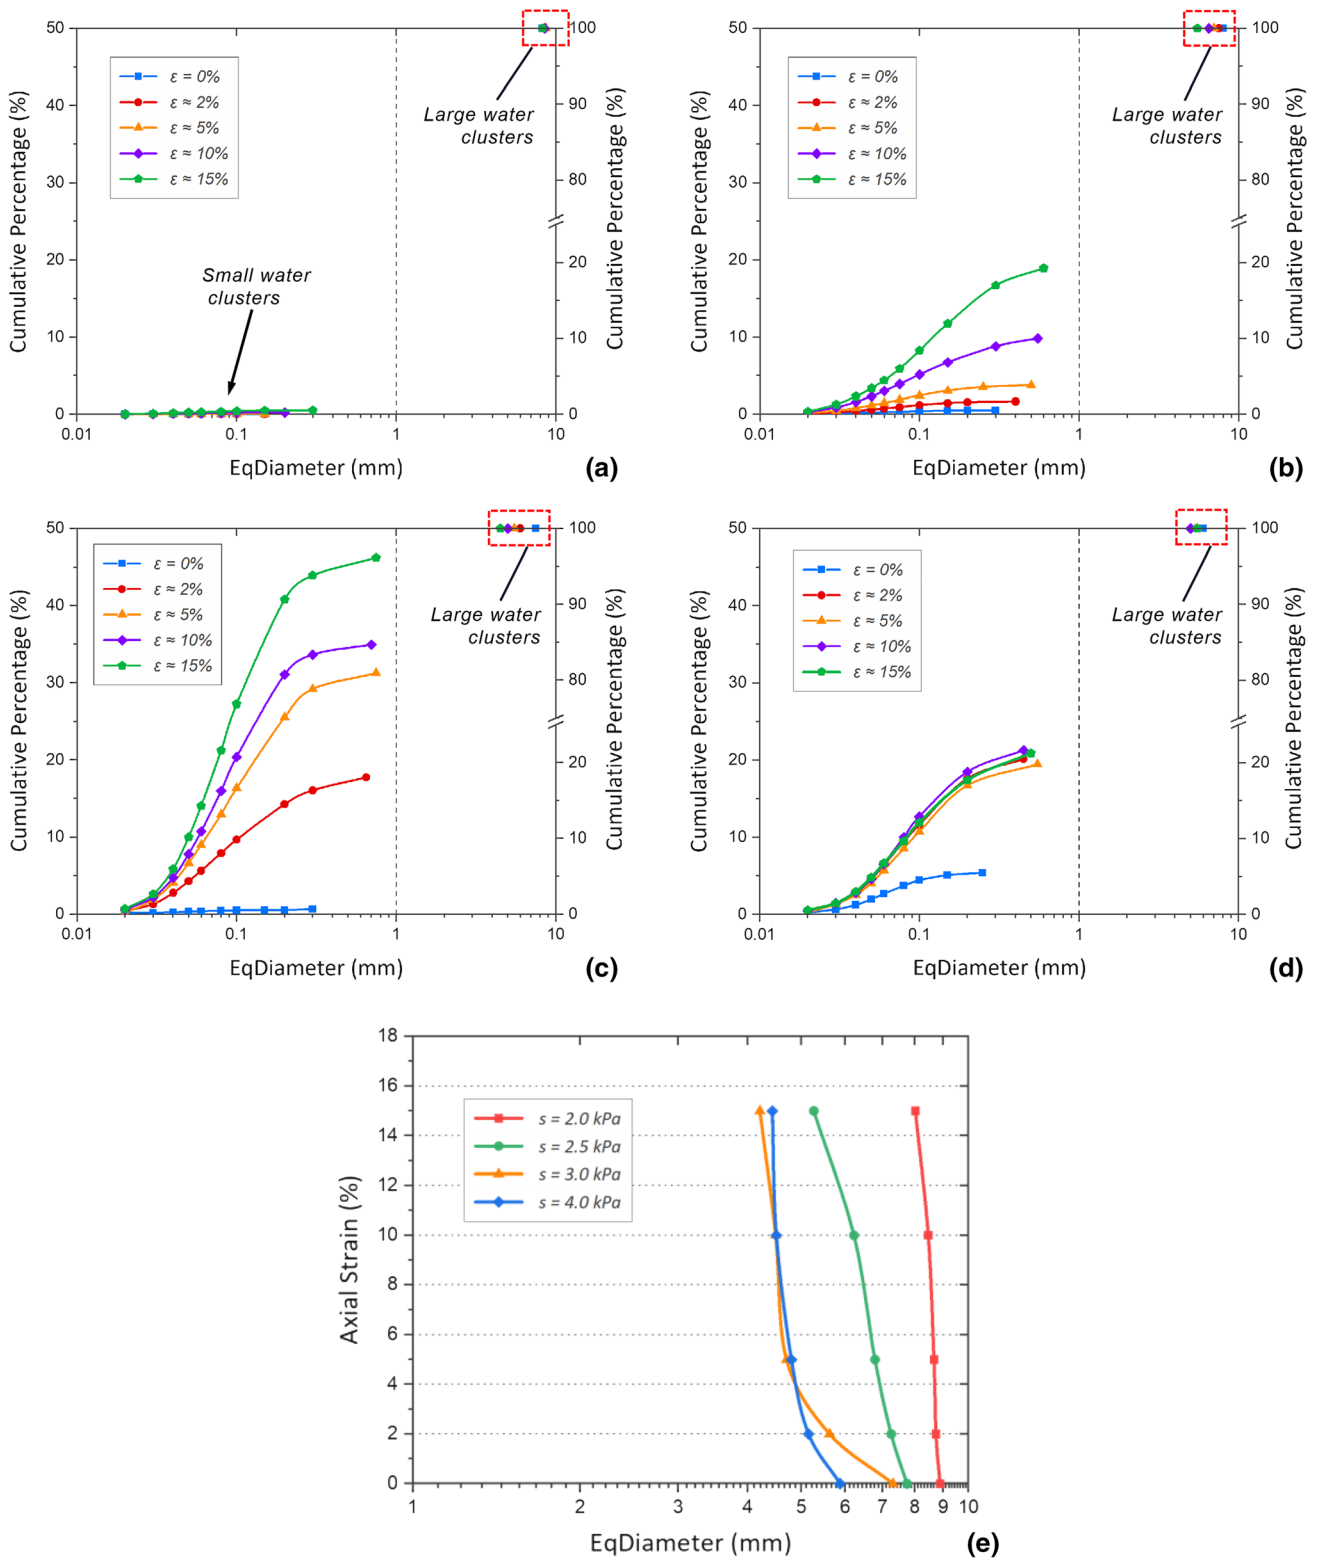 50
40
30
20
10
0
100
90
80
20
10
0
0.01
0.1
1
10
Cumulative Percentage (%)
Cumulative Percentage (%)
EqDiameter (mm)
ε = 0%
ε ≈ 2%
ε ≈ 5%
ε ≈ 10%
ε ≈ 15%
Large water
clusters
Small water
clusters
(a)
50
40
30
20
10
0
100
90
80
20
10
0
0.01
0.1
1
10
Cumulative Percentage (%)
Cumulative Percentage (%)
EqDiameter (mm)
ε = 0%
ε ≈ 2%
ε ≈ 5%
ε ≈ 10%
ε ≈ 15%
Large water
clusters
(b)
50
40
30
20
10
0
100
90
80
20
10
0
0.01
0.1
1
10
Cumulative Percentage (%)
Cumulative Percentage (%)
EqDiameter (mm)
ε = 0%
ε ≈ 2%
ε ≈ 5%
ε ≈ 10%
ε ≈ 15%
Large water
clusters
(c)
50
40
30
20
10
0
100
90
80
20
10
0
0.01
0.1
1
10
Cumulative Percentage (%)
Cumulative Percentage (%)
EqDiameter (mm)
ε = 0%
ε ≈ 2%
ε ≈ 5%
ε ≈ 10%
ε ≈ 15%
Large water
clusters
(d)
18
16
14
12
10
8
6
4
2
0
1
2
3
4
5
6
7
8
9
10
Axial Strain (%)
EqDiameter (mm)
s = 2.0 kPa
s = 2.5 kPa
s = 3.0 kPa
s = 4.0 kPa
(e)